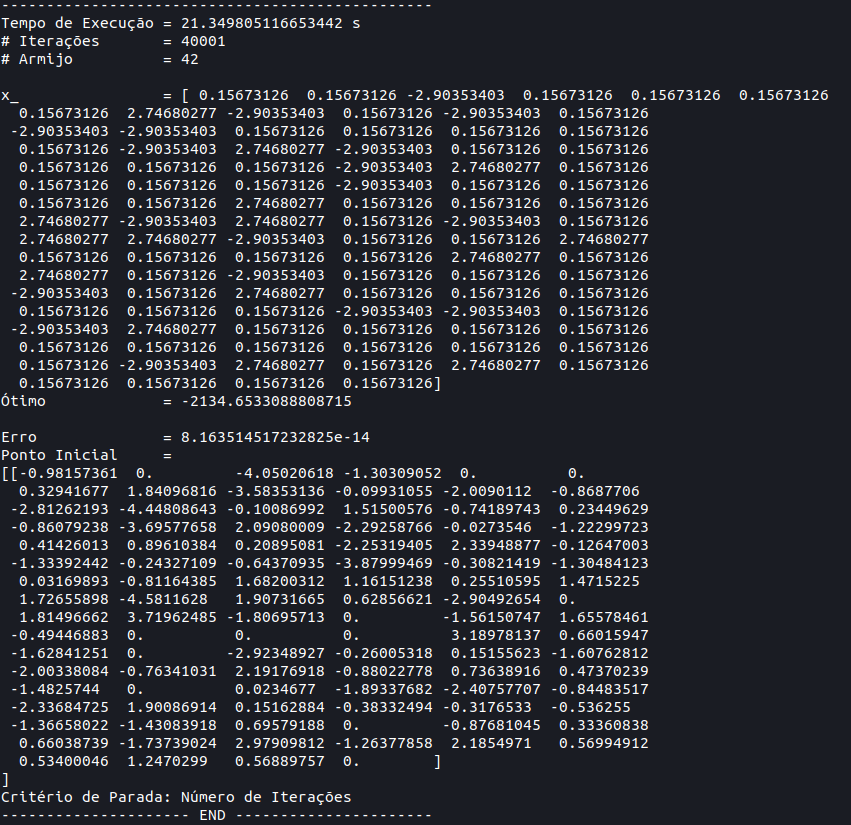 ------------------------------------------------
Tempo de Execução = 21.349805116653442 s
# Iterações       = 40001
# Armijo          = 42
x_                = [ 0.15673126  0.15673126 -2.90353403  0.15673126  0.15673126  0.15673126
  0.15673126  2.74680277 -2.90353403  0.15673126 -2.90353403  0.15673126
 -2.90353403 -2.90353403  0.15673126  0.15673126  0.15673126  0.15673126
  0.15673126 -2.90353403  2.74680277 -2.90353403  0.15673126  0.15673126
  0.15673126  0.15673126  0.15673126 -2.90353403  2.74680277  0.15673126
  0.15673126  0.15673126  0.15673126 -2.90353403  0.15673126  0.15673126
  0.15673126  0.15673126  2.74680277  0.15673126  0.15673126  0.15673126
  2.74680277 -2.90353403  2.74680277  0.15673126 -2.90353403  0.15673126
  2.74680277  2.74680277 -2.90353403  0.15673126  0.15673126  2.74680277
  0.15673126  0.15673126  0.15673126  0.15673126  2.74680277  0.15673126
  2.74680277  0.15673126 -2.90353403  0.15673126  0.15673126  0.15673126
 -2.90353403  0.15673126  2.74680277  0.15673126  0.15673126  0.15673126
  0.15673126  0.15673126  0.15673126 -2.90353403 -2.90353403  0.15673126
 -2.90353403  2.74680277  0.15673126  0.15673126  0.15673126  0.15673126
  0.15673126  0.15673126  0.15673126  0.15673126  0.15673126  0.15673126
  0.15673126 -2.90353403  2.74680277  0.15673126  2.74680277  0.15673126
  0.15673126  0.15673126  0.15673126  0.15673126]
Ótimo             = -2134.6533088808715
Erro              = 8.163514517232825e-14
Ponto Inicial     =
[[-0.98157361  0.         -4.05020618 -1.30309052  0.          0.
  0.32941677  1.84096816 -3.58353136 -0.09931055 -2.0090112  -0.8687706
 -2.81262193 -4.44808643 -0.10086992  1.51500576 -0.74189743  0.23449629
 -0.86079238 -3.69577658  2.09080009 -2.29258766 -0.0273546  -1.22299723
  0.41426013  0.89610384  0.20895081 -2.25319405  2.33948877 -0.12647003
 -1.33392442 -0.24327109 -0.64370935 -3.87999469 -0.30821419 -1.30484123
  0.03169893 -0.81164385  1.68200312  1.16151238  0.25510595  1.4715225
  1.72655898 -4.5811628   1.90731665  0.62856621 -2.90492654  0.
  1.81496662  3.71962485 -1.80695713  0.         -1.56150747  1.65578461
 -0.49446883  0.          0.          0.          3.18978137  0.66015947
 -1.62841251  0.         -2.92348927 -0.26005318  0.15155623 -1.60762812
 -2.00338084 -0.76341031  2.19176918 -0.88022778  0.73638916  0.47370239
 -1.4825744   0.          0.0234677  -1.89337682 -2.40757707 -0.84483517
 -2.33684725  1.90086914  0.15162884 -0.38332494 -0.3176533  -0.536255
 -1.36658022 -1.43083918  0.69579188  0.         -0.87681045  0.33360838
  0.66038739 -1.73739024  2.97909812 -1.26377858  2.1854971   0.56994912
  0.53400046  1.2470299   0.56889757  0.        ]
]
Critério de Parada: Número de Iterações
--------------------- END ----------------------